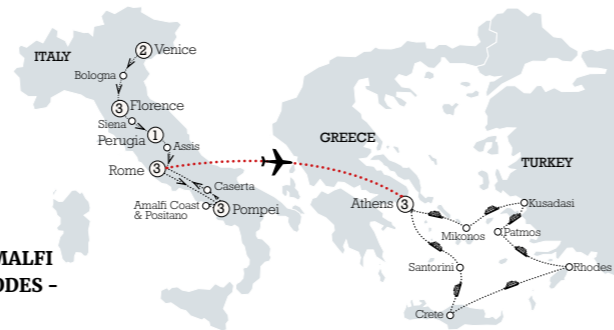 ITALY
2 Venice
Bologna
3 Florence
Siena
Perugia 1
Assis
Rome 3
Caserta
Amalfi Coast
& Positano
3 Pompei
GREECE
TURKEY
Athens 3
Kusadasi
Mikonos
Patmos
Santorini
Rhodes
Crete
MALFI
DES –